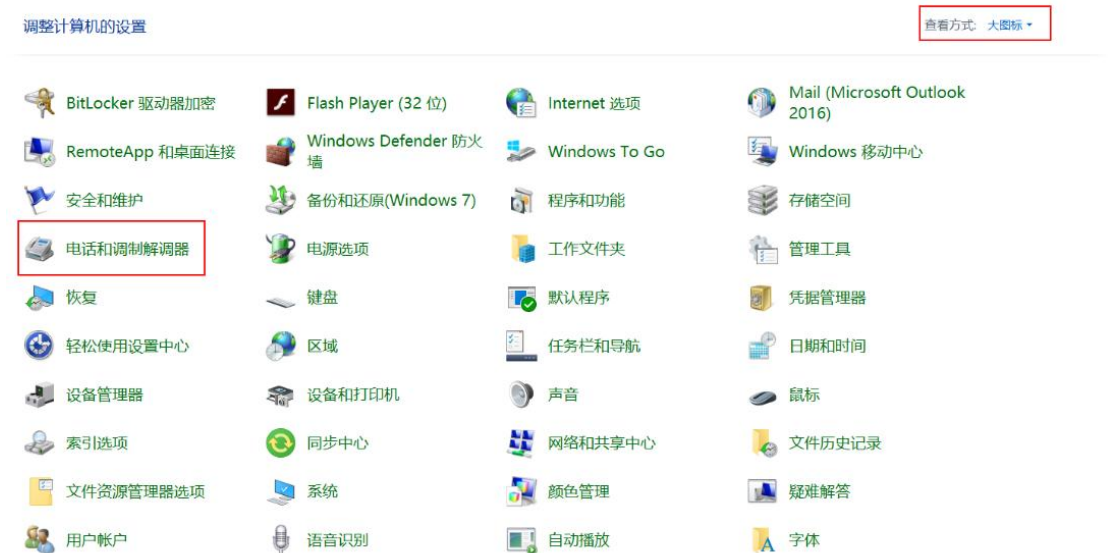 调整计算机的设置
查看方式: 大图标
BitLocker 驱动器加密
Flash Player (32 位)
Internet 选项
Mail (Microsoft Outlook
2016)
RemoteApp 和桌面连接
Windows Defender 防火
墙
Windows To Go
Windows 移动中心
安全和维护
备份和还原(Windows 7)
程序和功能
存储空间
电话和调制解调器
电源选项
工作文件夹
管理工具
恢复
键盘
默认程序
凭据管理器
轻松使用设置中心
区域
任务栏和导航
日期和时间
设备管理器
设备和打印机
声音
鼠标
索引选项
同步中心
网络和共享中心
文件历史记录
文件资源管理器选项
系统
颜色管理
疑难解答
用户帐户
语音识别
自动播放
字体